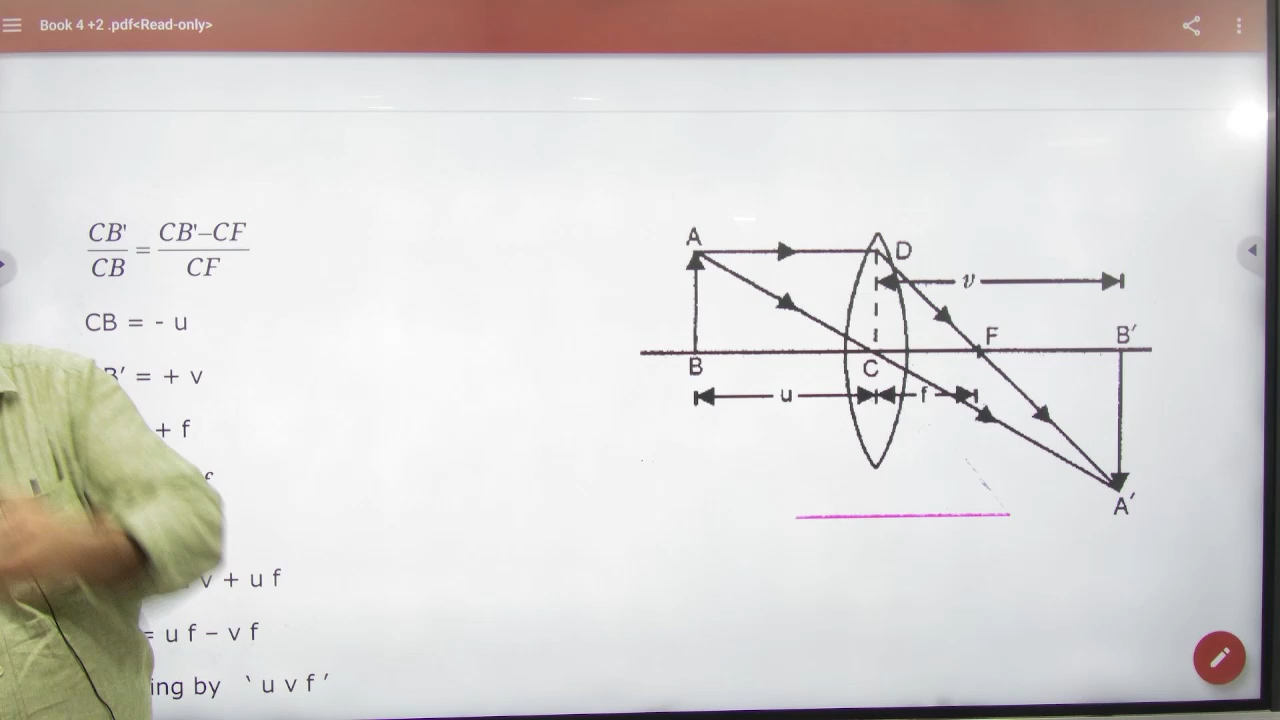 Book 4 +2 .pdf<Read-only>
CB' / CB = CB'–CF / CF
CB = - u
B′ = + v
+ f
v + u f
= u f – v f
ing by ‵ u v f ′
A
D
v
F
B′
B
C
u
f
A′